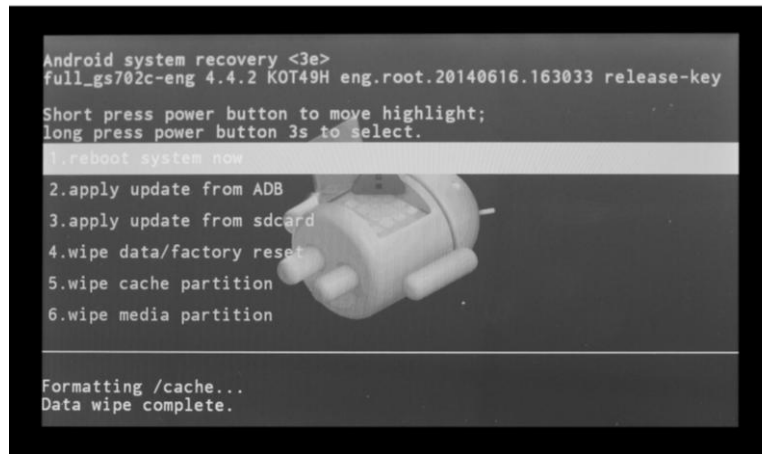 Android system recovery <3e>
full_gs702c-eng 4.4.2 KOT49H eng.root.20140616.163033 release-key
Short press power button to move highlight;
long press power button 3s to select.
1.reboot system now
2.apply update from ADB
3.apply update from sdcard
4.wipe data/factory reset
5.wipe cache partition
6.wipe media partition
Formatting /cache...
Data wipe complete.